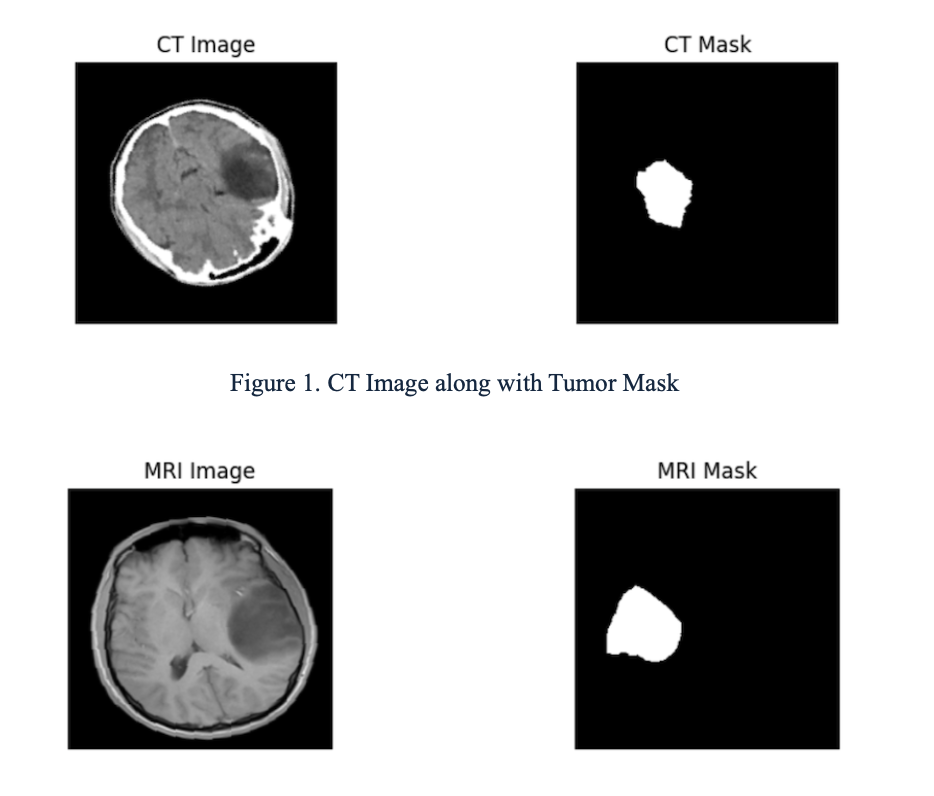 CT Image
CT Mask
Figure 1. CT Image along with Tumor Mask
MRI Image
MRI Mask